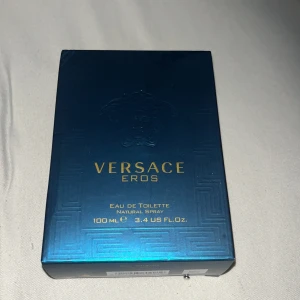 VERSACE
EROS
EAU DE TOILETTE
NATURAL SPRAY
100 ML ℮ 3.4 US FL.OZ.